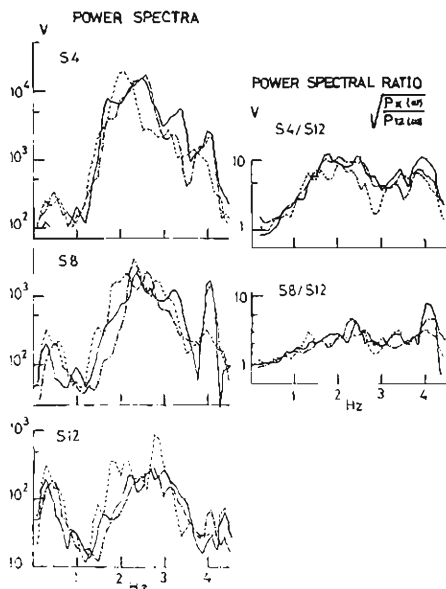 POWER SPECTRA
V
S4
10⁴
10³
10²
S8
10³
10²
S12
10²
10
1 2 3 4
Hz
POWER SPECTRAL RATIO
V
S4/S12
10
1
S8/S12
10
1
1 2 3 4
Hz